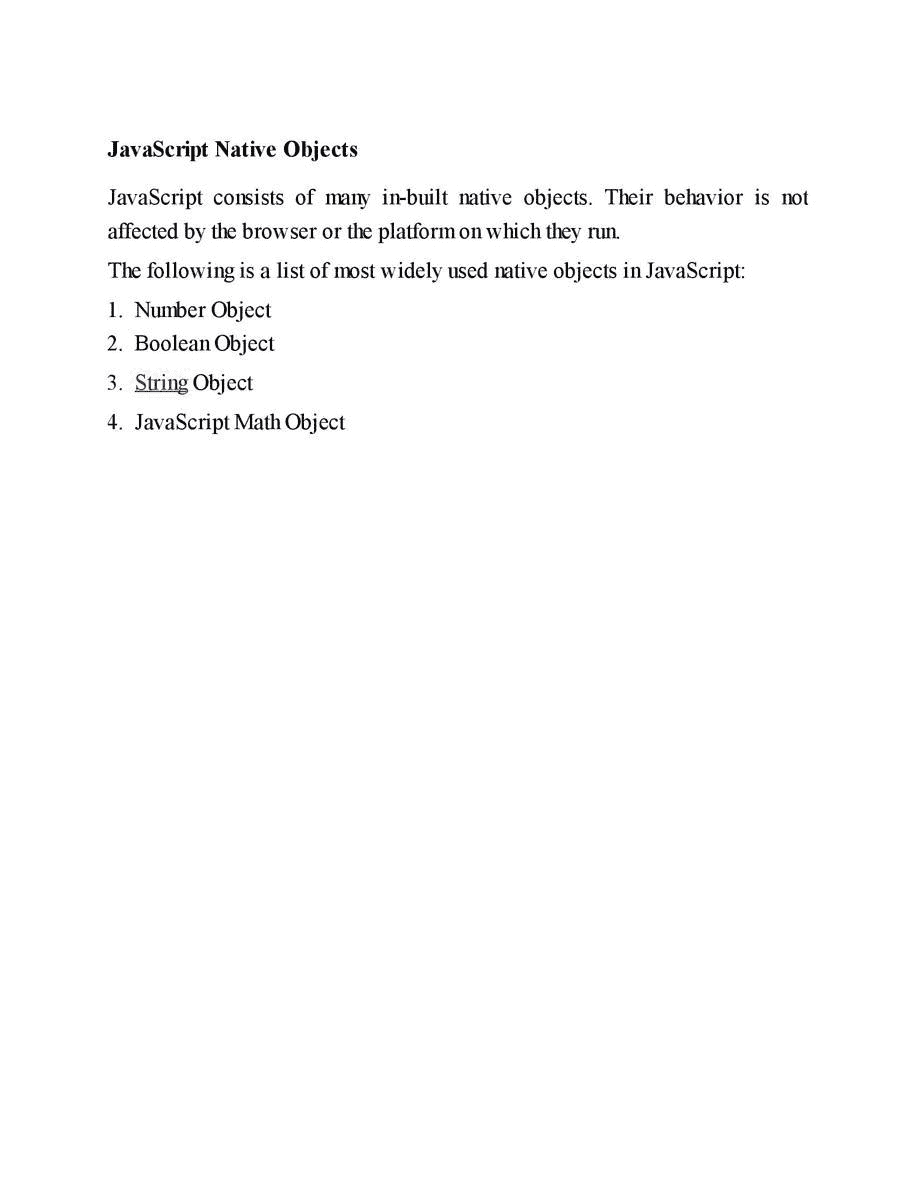 JavaScript Native Objects
JavaScript consists of many in-built native objects. Their behavior is not
affected by the browser or the platform on which they run.
The following is a list of most widely used native objects in JavaScript:
1. Number Object
2. Boolean Object
3. String Object
4. JavaScript Math Object